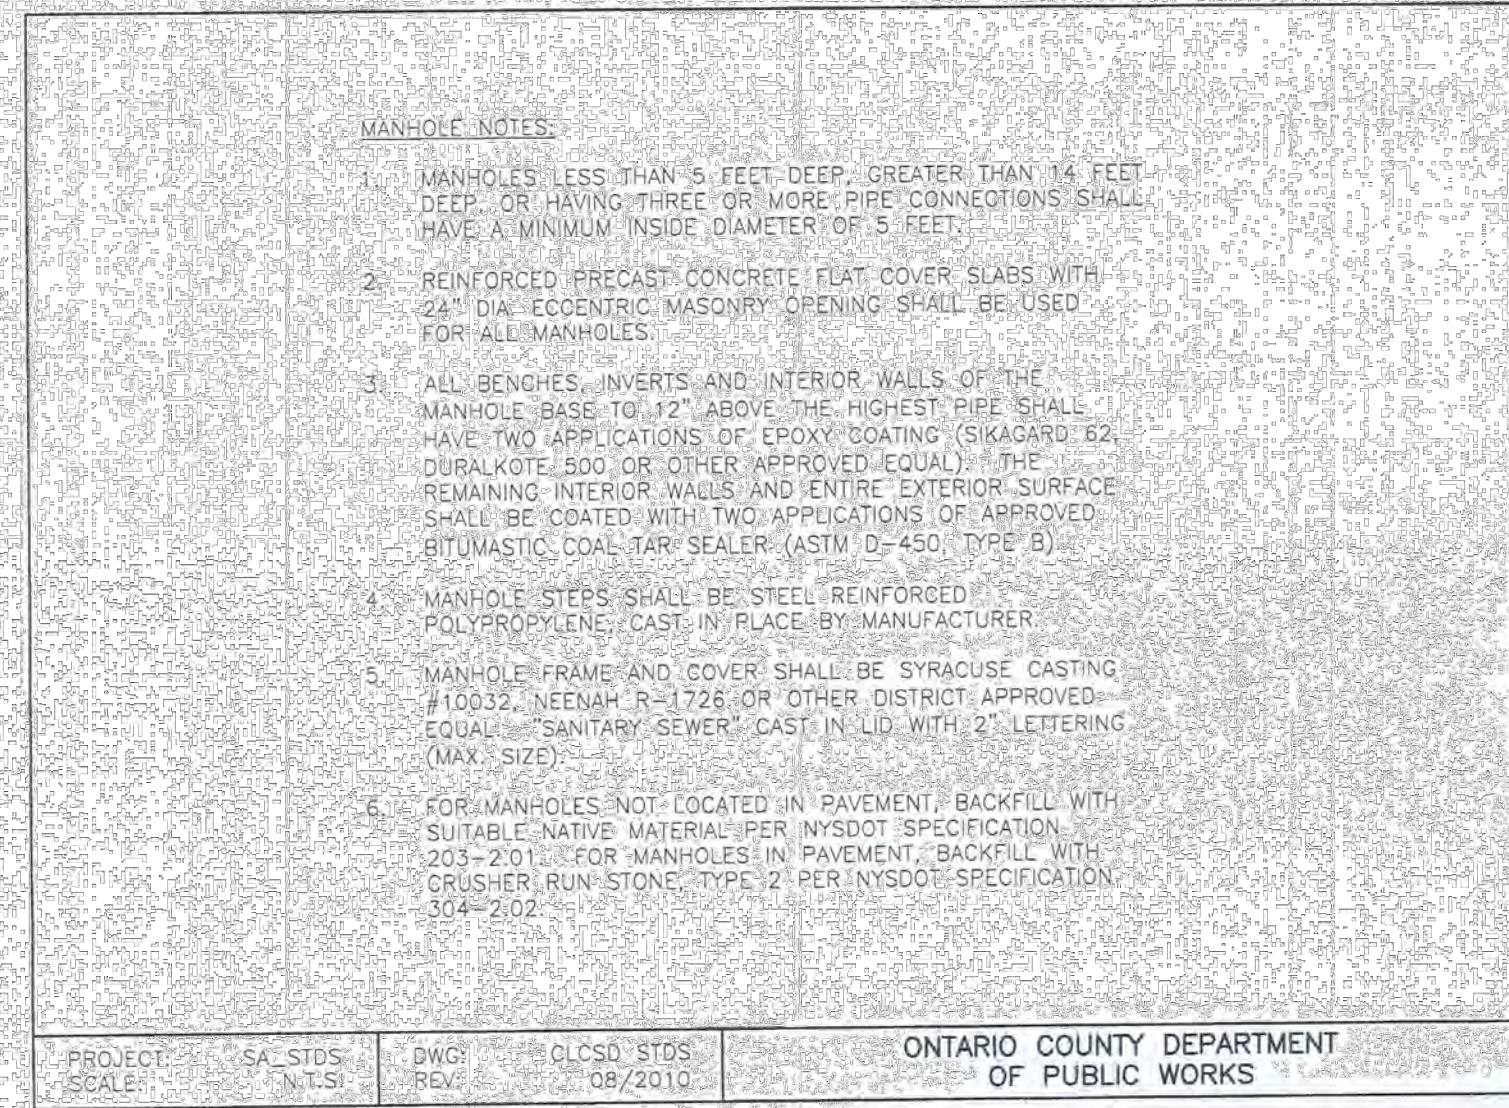 MANHOLE NOTES:
1. MANHOLES LESS THAN 5 FEET DEEP, GREATER THAN 14 FEET
DEEP, OR HAVING THREE OR MORE PIPE CONNECTIONS SHALL
HAVE A MINIMUM INSIDE DIAMETER OF 5 FEET.
2. REINFORCED PRECAST CONCRETE FLAT COVER SLABS WITH
24" DIA. ECCENTRIC MASONRY OPENING SHALL BE USED
FOR ALL MANHOLES.
3. ALL BENCHES, INVERTS AND INTERIOR WALLS OF THE
MANHOLE BASE TO 12" ABOVE THE HIGHEST PIPE SHALL
HAVE TWO APPLICATIONS OF EPOXY COATING (SIKAGARD 62,
DURALKOTE 500 OR OTHER APPROVED EQUAL). THE
REMAINING INTERIOR WALLS AND ENTIRE EXTERIOR SURFACE
SHALL BE COATED WITH TWO APPLICATIONS OF APPROVED
BITUMASTIC COAL TAR SEALER (ASTM D-450, TYPE B)
4. MANHOLE STEPS SHALL BE STEEL REINFORCED
POLYPROPYLENE, CAST IN PLACE BY MANUFACTURER.
5. MANHOLE FRAME AND COVER SHALL BE SYRACUSE CASTING
#10032, NEENAH R-1726 OR OTHER DISTRICT APPROVED
EQUAL. "SANITARY SEWER" CAST IN LID WITH 2" LETTERING
(MAX. SIZE).
6. FOR MANHOLES NOT LOCATED IN PAVEMENT, BACKFILL WITH
SUITABLE NATIVE MATERIAL PER NYSDOT SPECIFICATION
203-2.01. FOR MANHOLES IN PAVEMENT, BACKFILL WITH
CRUSHER RUN STONE, TYPE 2 PER NYSDOT SPECIFICATION
304-2.02.
PROJECT: SA_STDS
SCALE: N.T.S.
DWG: CLCSD STDS
REV: 08/2010
ONTARIO COUNTY DEPARTMENT
OF PUBLIC WORKS